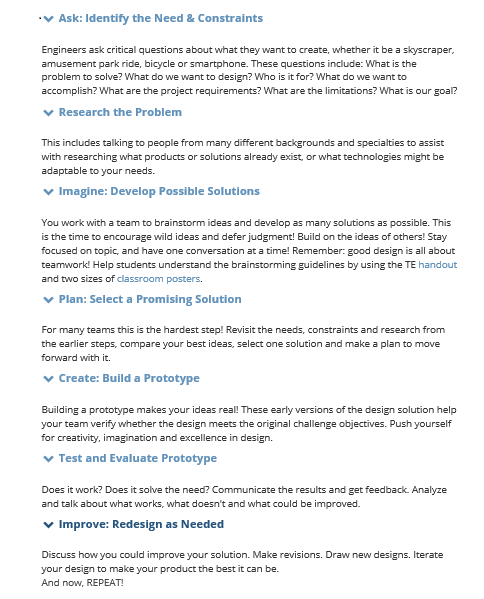 Ask: Identify the Need & Constraints
Engineers ask critical questions about what they want to create, whether it be a skyscraper,
amusement park ride, bicycle or smartphone. These questions include: What is the
problem to solve? What do we want to design? Who is it for? What do we want to
accomplish? What are the project requirements? What are the limitations? What is our goal?
Research the Problem
This includes talking to people from many different backgrounds and specialties to assist
with researching what products or solutions already exist, or what technologies might be
adaptable to your needs.
Imagine: Develop Possible Solutions
You work with a team to brainstorm ideas and develop as many solutions as possible. This
is the time to encourage wild ideas and defer judgment! Build on the ideas of others! Stay
focused on topic, and have one conversation at a time! Remember: good design is all about
teamwork! Help students understand the brainstorming guidelines by using the TE handout
and two sizes of classroom posters.
Plan: Select a Promising Solution
For many teams this is the hardest step! Revisit the needs, constraints and research from
the earlier steps, compare your best ideas, select one solution and make a plan to move
forward with it.
Create: Build a Prototype
Building a prototype makes your ideas real! These early versions of the design solution help
your team verify whether the design meets the original challenge objectives. Push yourself
for creativity, imagination and excellence in design.
Test and Evaluate Prototype
Does it work? Does it solve the need? Communicate the results and get feedback. Analyze
and talk about what works, what doesn't and what could be improved.
Improve: Redesign as Needed
Discuss how you could improve your solution. Make revisions. Draw new designs. Iterate
your design to make your product the best it can be.
And now, REPEAT!